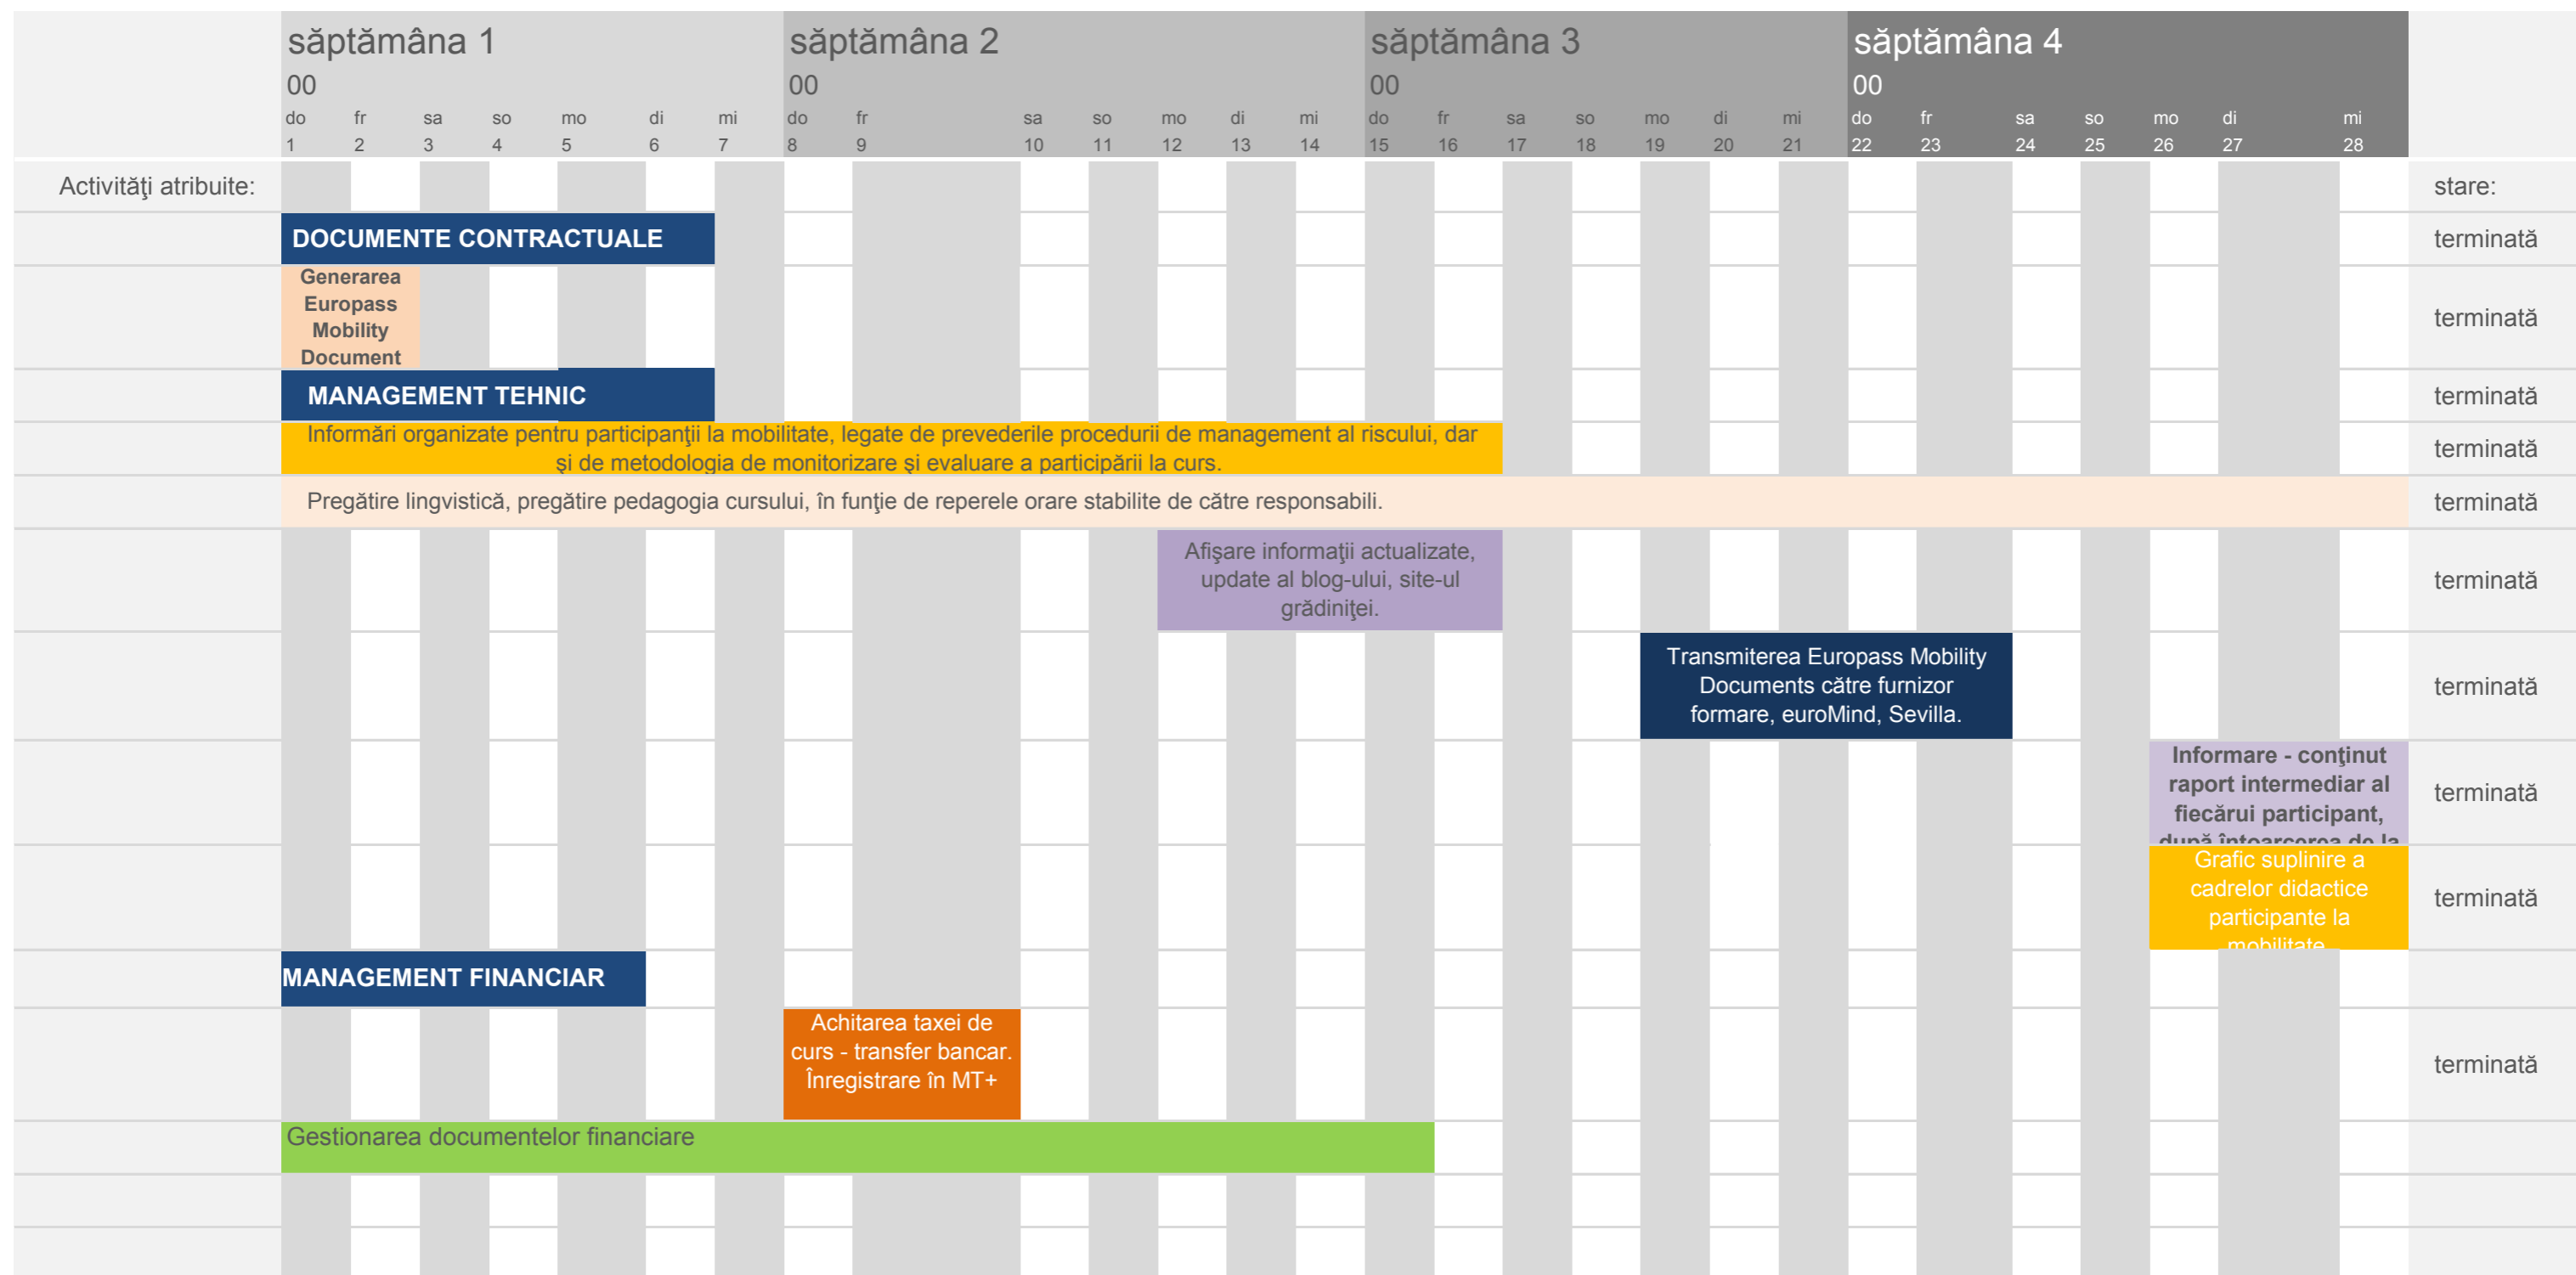 săptămâna 1 săptămâna 2 săptămâna 3 săptămâna 4
00 00 00 00
do fr sa so mo di mi do fr sa so mo di mi do fr sa so mo di mi do fr sa so mo di mi
1 2 3 4 5 6 7 8 9 10 11 12 13 14 15 16 17 18 19 20 21 22 23 24 25 26 27 28
Activităţi atribuite: stare:
DOCUMENTE CONTRACTUALE terminată
Generarea
Europass
Mobility
Document
terminată
MANAGEMENT TEHNIC terminată
Informări organizate pentru participanţii la mobilitate, legate de prevederile procedurii de management al riscului, dar
şi de metodologia de monitorizare şi evaluare a participării la curs.
terminată
Pregătire lingvistică, pregătire pedagogia cursului, în funţie de reperele orare stabilite de către responsabili. terminată
Afişare informaţii actualizate,
update al blog-ului, site-ul
grădiniţei.
terminată
Transmiterea Europass Mobility
Documents către furnizor
formare, euroMind, Sevilla.
terminată
Informare - conţinut
raport intermediar al
fiecărui participant,
după întoarcerea de la
terminată
Grafic suplinire a
cadrelor didactice
participante la
mobilitate
terminată
MANAGEMENT FINANCIAR
Achitarea taxei de
curs - transfer bancar.
Înregistrare în MT+
terminată
Gestionarea documentelor financiare